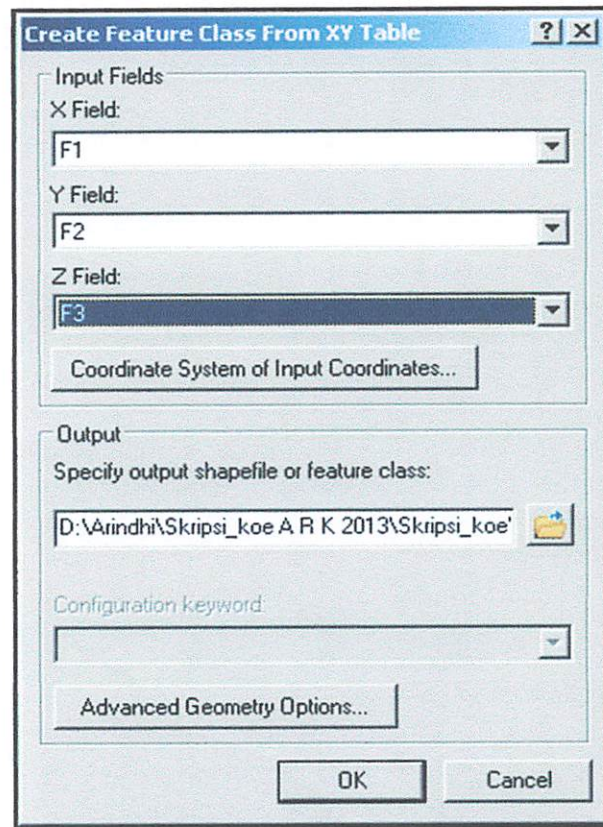 Create Feature Class From XY Table
Input Fields
X Field:
F1
Y Field:
F2
Z Field:
F3
Coordinate System of Input Coordinates...
Output
Specify output shapefile or feature class:
D:\Arindhi\Skripsi_koe A R K 2013\Skripsi_koe'
Configuration keyword:
Advanced Geometry Options...
OK
Cancel